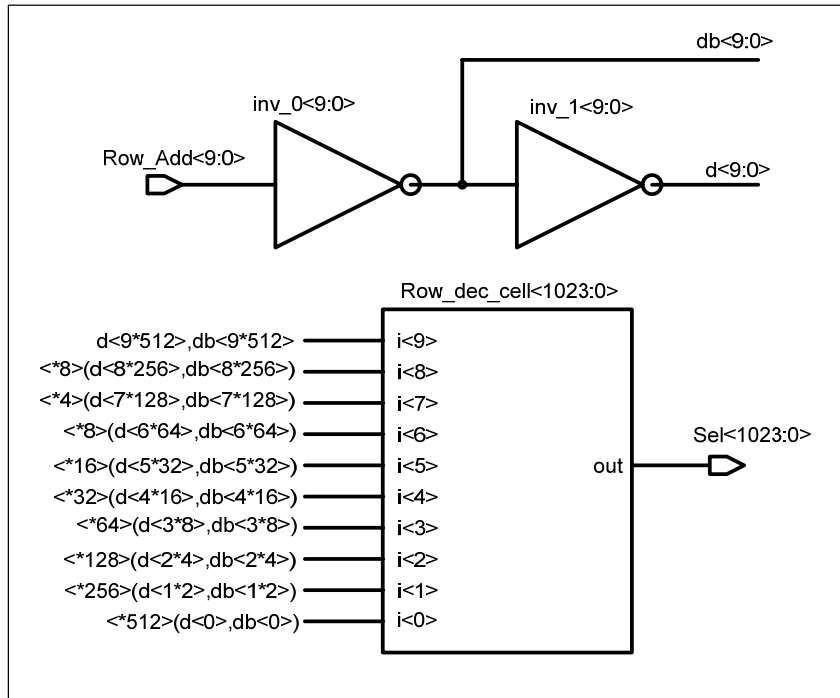 db<9:0>
inv_0<9:0>
inv_1<9:0>
Row_Add<9:0>
d<9:0>
Row_dec_cell<1023:0>
d<9*512>,db<9*512>
i<9>
<*8>(d<8*256>,db<8*256>)
i<8>
<*4>(d<7*128>,db<7*128>)
i<7>
<*8>(d<6*64>,db<6*64>)
i<6>
Sel<1023:0>
<*16>(d<5*32>,db<5*32>)
i<5>
out
<*32>(d<4*16>,db<4*16>)
i<4>
<*64>(d<3*8>,db<3*8>)
i<3>
<*128>(d<2*4>,db<2*4>)
i<2>
<*256>(d<1*2>,db<1*2>)
i<1>
<*512>(d<0>,db<0>)
i<0>